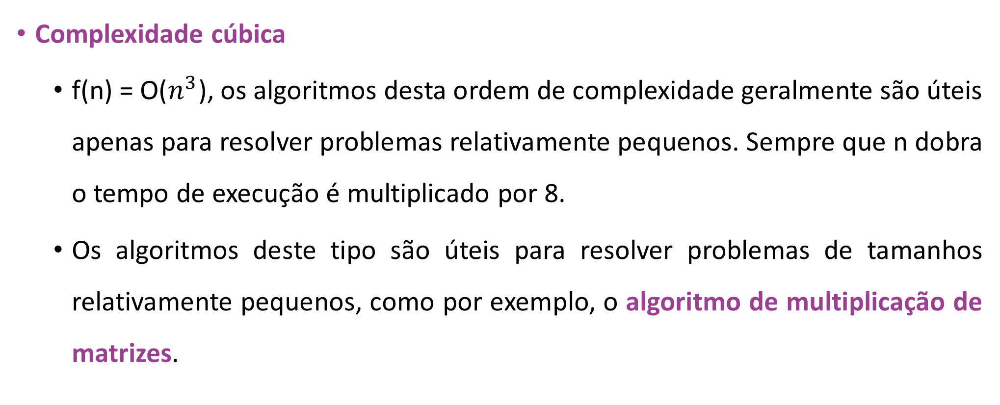 • Complexidade cúbica
• f(n) = O(n³), os algoritmos desta ordem de complexidade geralmente são úteis
apenas para resolver problemas relativamente pequenos. Sempre que n dobra
o tempo de execução é multiplicado por 8.
• Os algoritmos deste tipo são úteis para resolver problemas de tamanhos
relativamente pequenos, como por exemplo, o algoritmo de multiplicação de
matrizes.